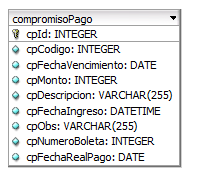 compromisoPago
cpId: INTEGER
cpCodigo: INTEGER
cpFechaVencimiento: DATE
cpMonto: INTEGER
cpDescripcion: VARCHAR(255)
cpFechaIngreso: DATETIME
cpObs: VARCHAR(255)
cpNumeroBoleta: INTEGER
cpFechaRealPago: DATE